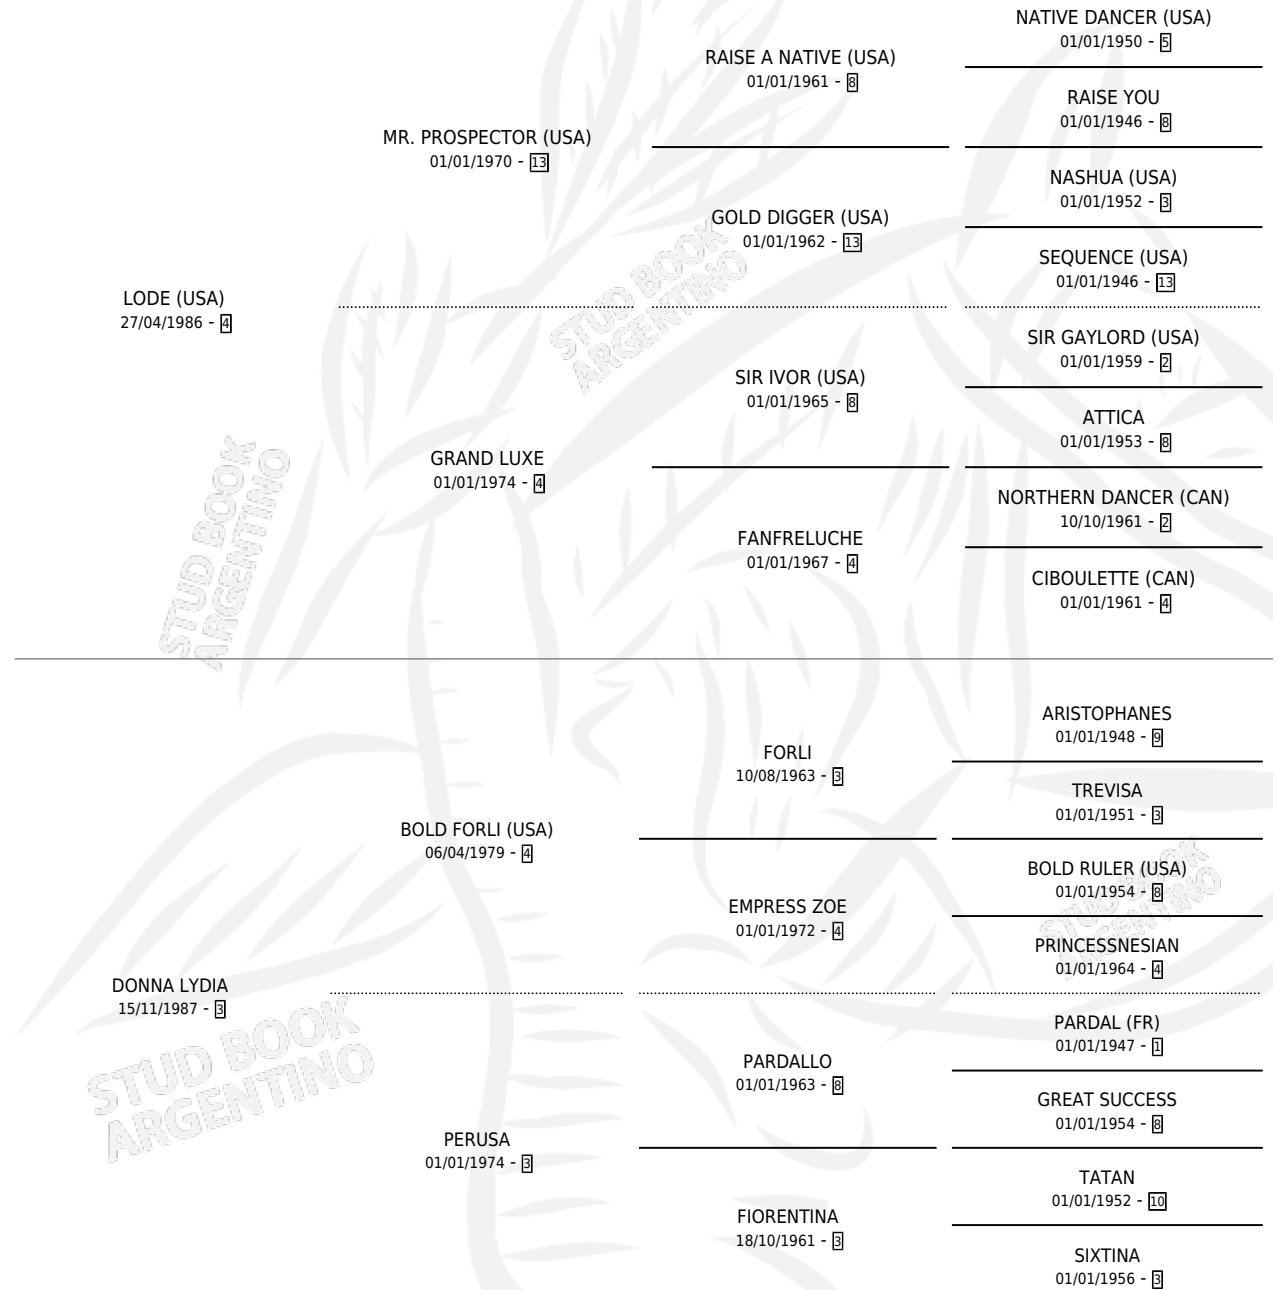 NATIVE DANCER (USA)
01/01/1950 - 5
RAISE A NATIVE (USA)
01/01/1961 - 8
RAISE YOU
01/01/1946 - 8
MR. PROSPECTOR (USA)
01/01/1970 - 13
NASHUA (USA)
01/01/1952 - 3
GOLD DIGGER (USA)
01/01/1962 - 13
SEQUENCE (USA)
01/01/1946 - 13
LODE (USA)
27/04/1986 - 4
SIR GAYLORD (USA)
01/01/1959 - 2
SIR IVOR (USA)
01/01/1965 - 8
ATTICA
01/01/1953 - 8
GRAND LUXE
01/01/1974 - 4
NORTHERN DANCER (CAN)
10/10/1961 - 2
FANFRELUCHE
01/01/1967 - 4
CIBOULETTE (CAN)
01/01/1961 - 4
ARISTOPHANES
01/01/1948 - 9
FORLI
10/08/1963 - 3
TREVISA
01/01/1951 - 3
BOLD FORLI (USA)
06/04/1979 - 4
BOLD RULER (USA)
01/01/1954 - 8
EMPRESS ZOE
01/01/1972 - 4
PRINCESSNESIAN
01/01/1964 - 4
DONNA LYDIA
15/11/1987 - 3
PARDAL (FR)
01/01/1947 - 1
PARDALLO
01/01/1963 - 8
GREAT SUCCESS
01/01/1954 - 8
PERUSA
01/01/1974 - 3
TATAN
01/01/1952 - 10
FIORENTINA
18/10/1961 - 3
SIXTINA
01/01/1956 - 3
STUD BOOK
ARGENTINO
STUD BOOK
ARGENTINO
STUD BOOK
ARGENTINO
STUD BOOK
ARGENTINO